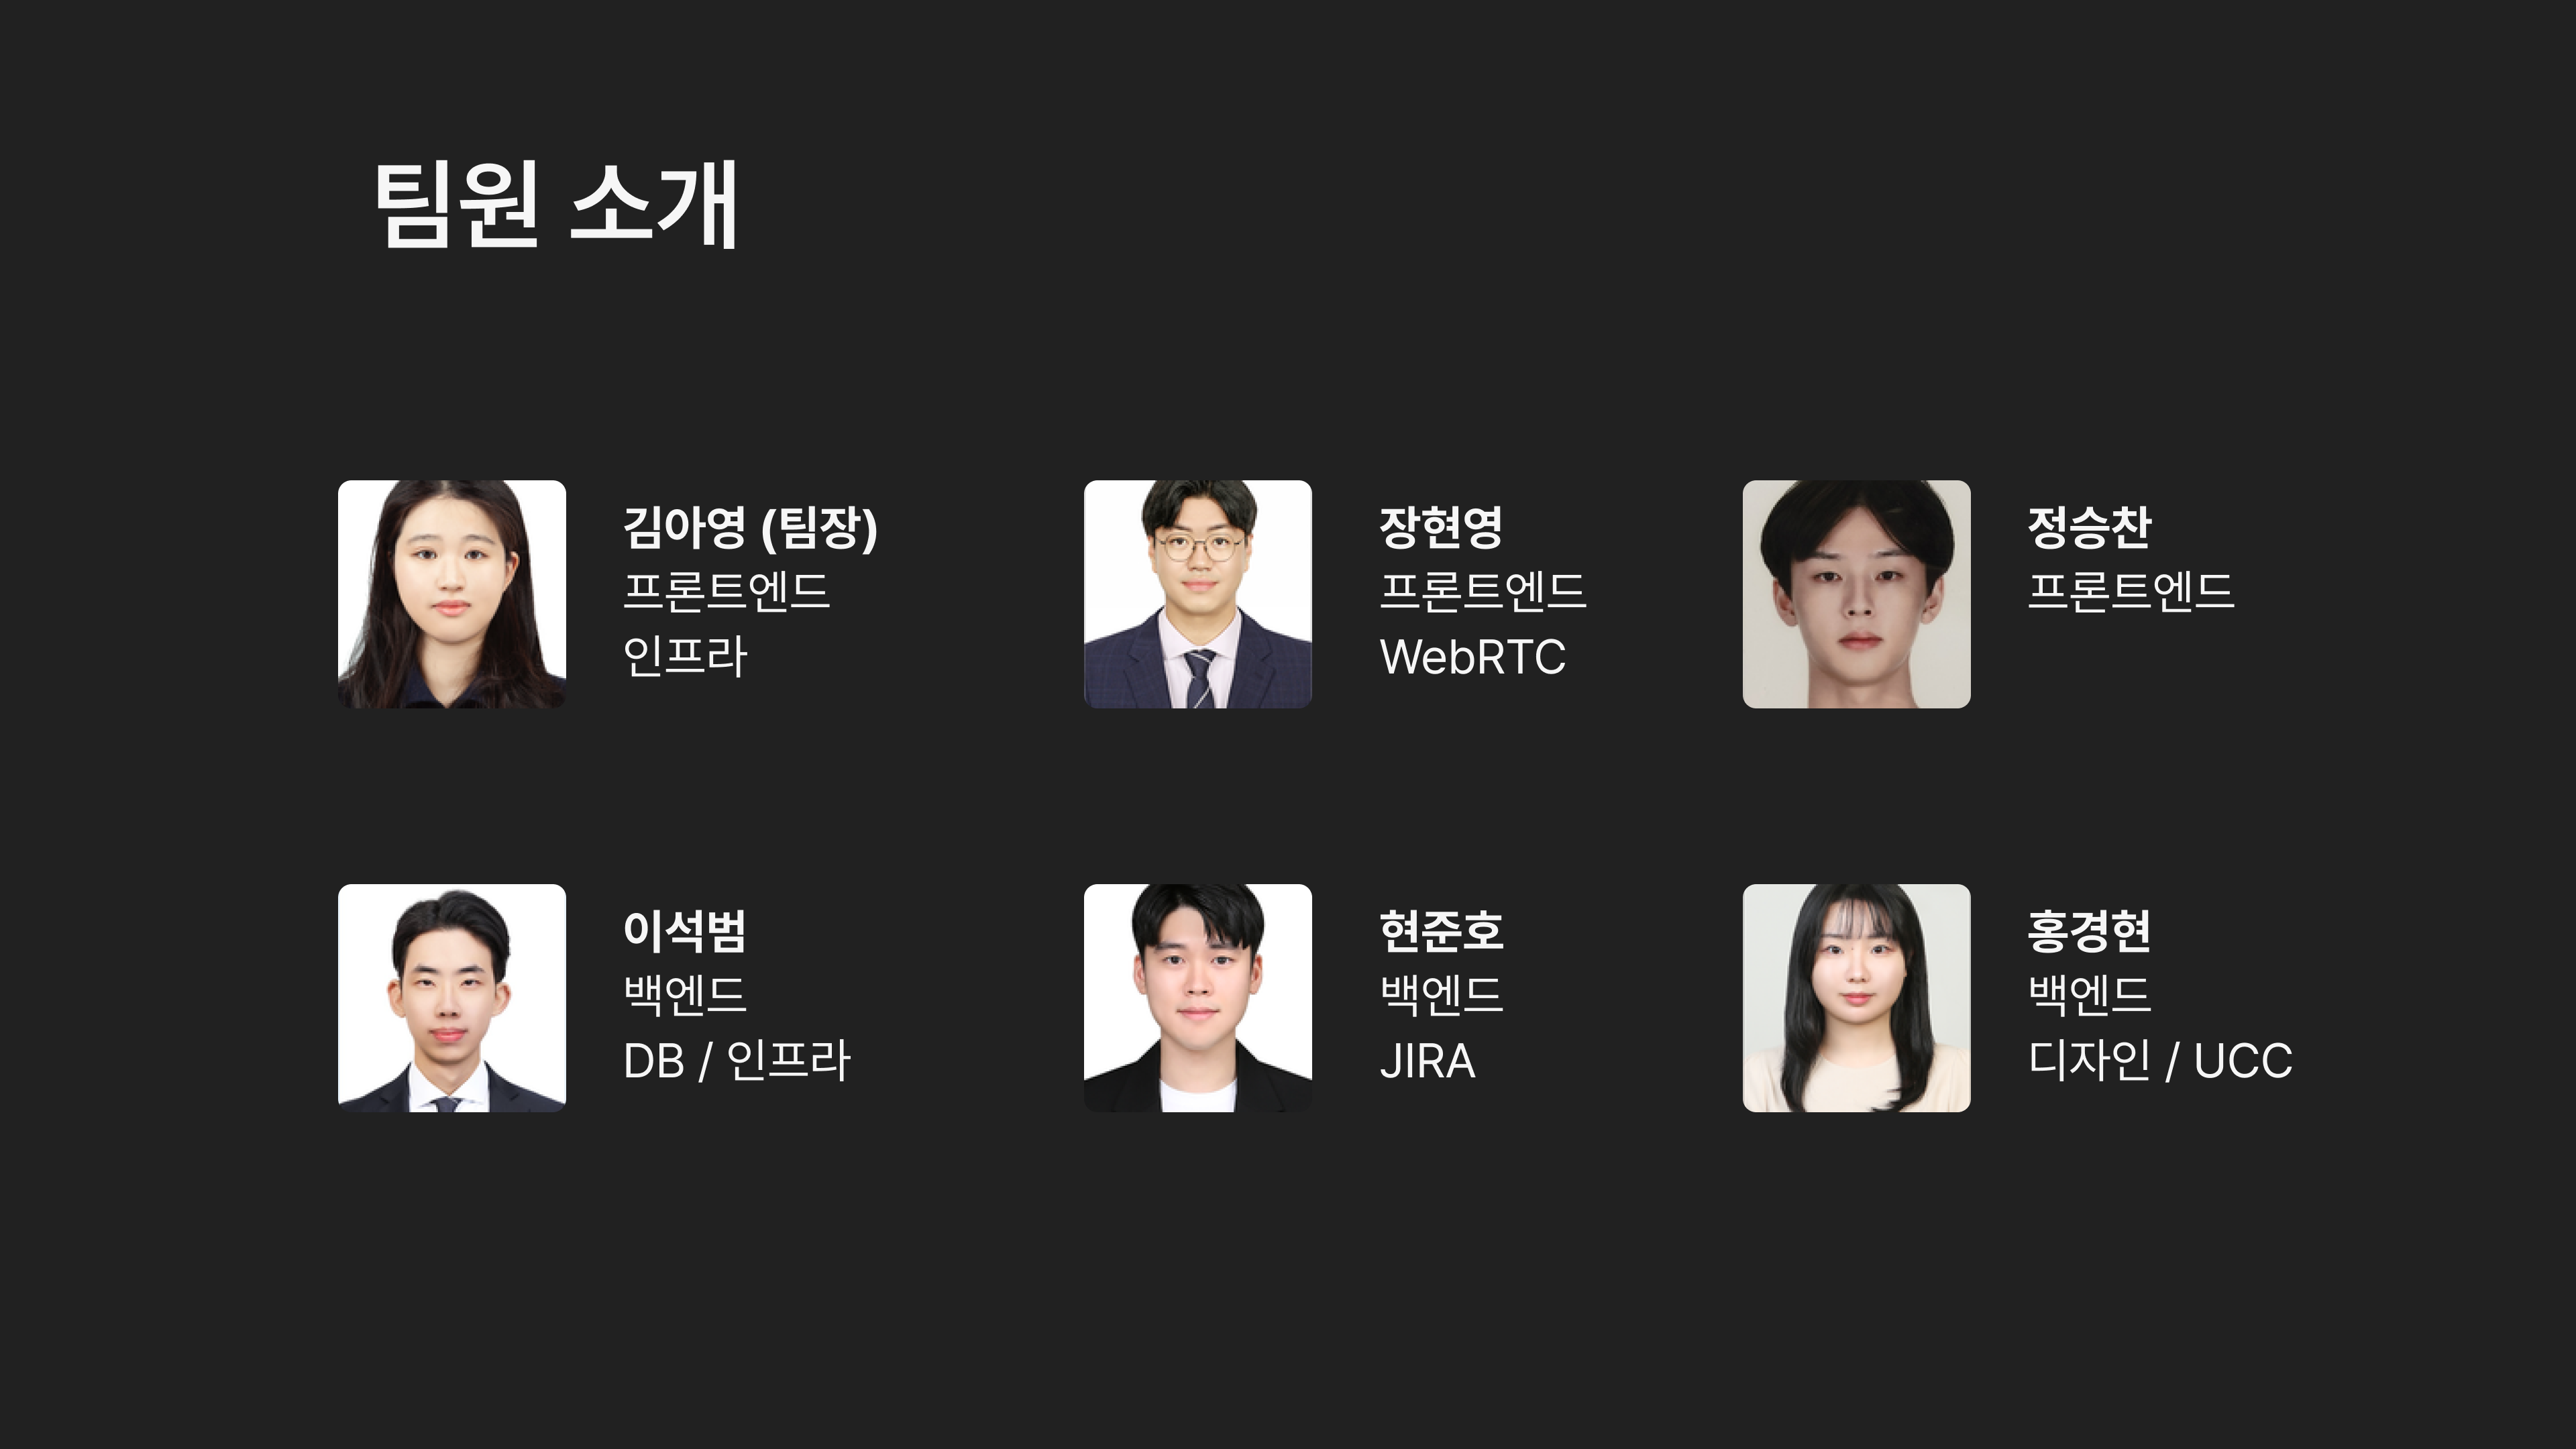 팀원 소개
김아영 (팀장)
프론트엔드
인프라
장현영
프론트엔드
WebRTC
정승찬
프론트엔드
이석범
백엔드
DB / 인프라
현준호
백엔드
JIRA
홍경현
백엔드
디자인 / UCC